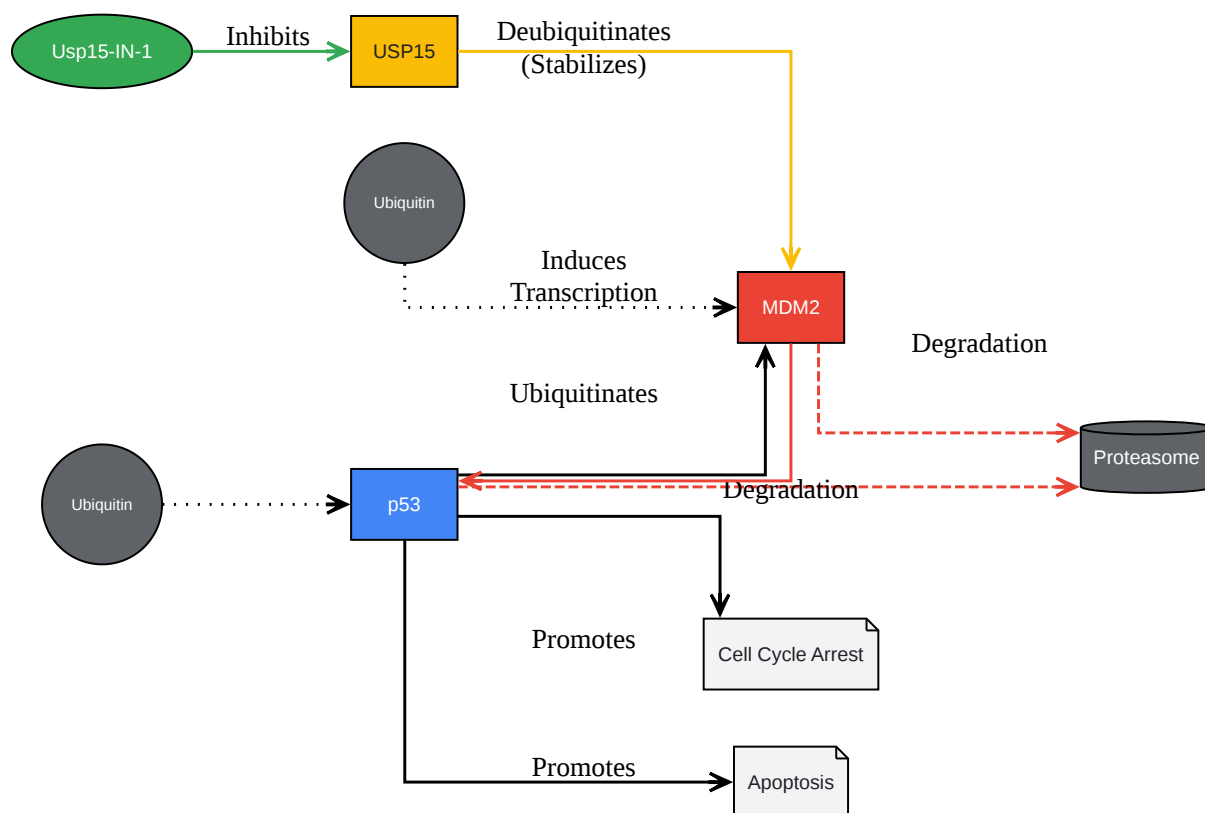 Usp15-IN-1
Inhibits
USP15
Deubiquitinates
(Stabilizes)
Ubiquitin
Induces
Transcription
MDM2
Degradation
Ubiquitinates
Proteasome
Ubiquitin
p53
Degradation
Promotes
Cell Cycle Arrest
Promotes
Apoptosis